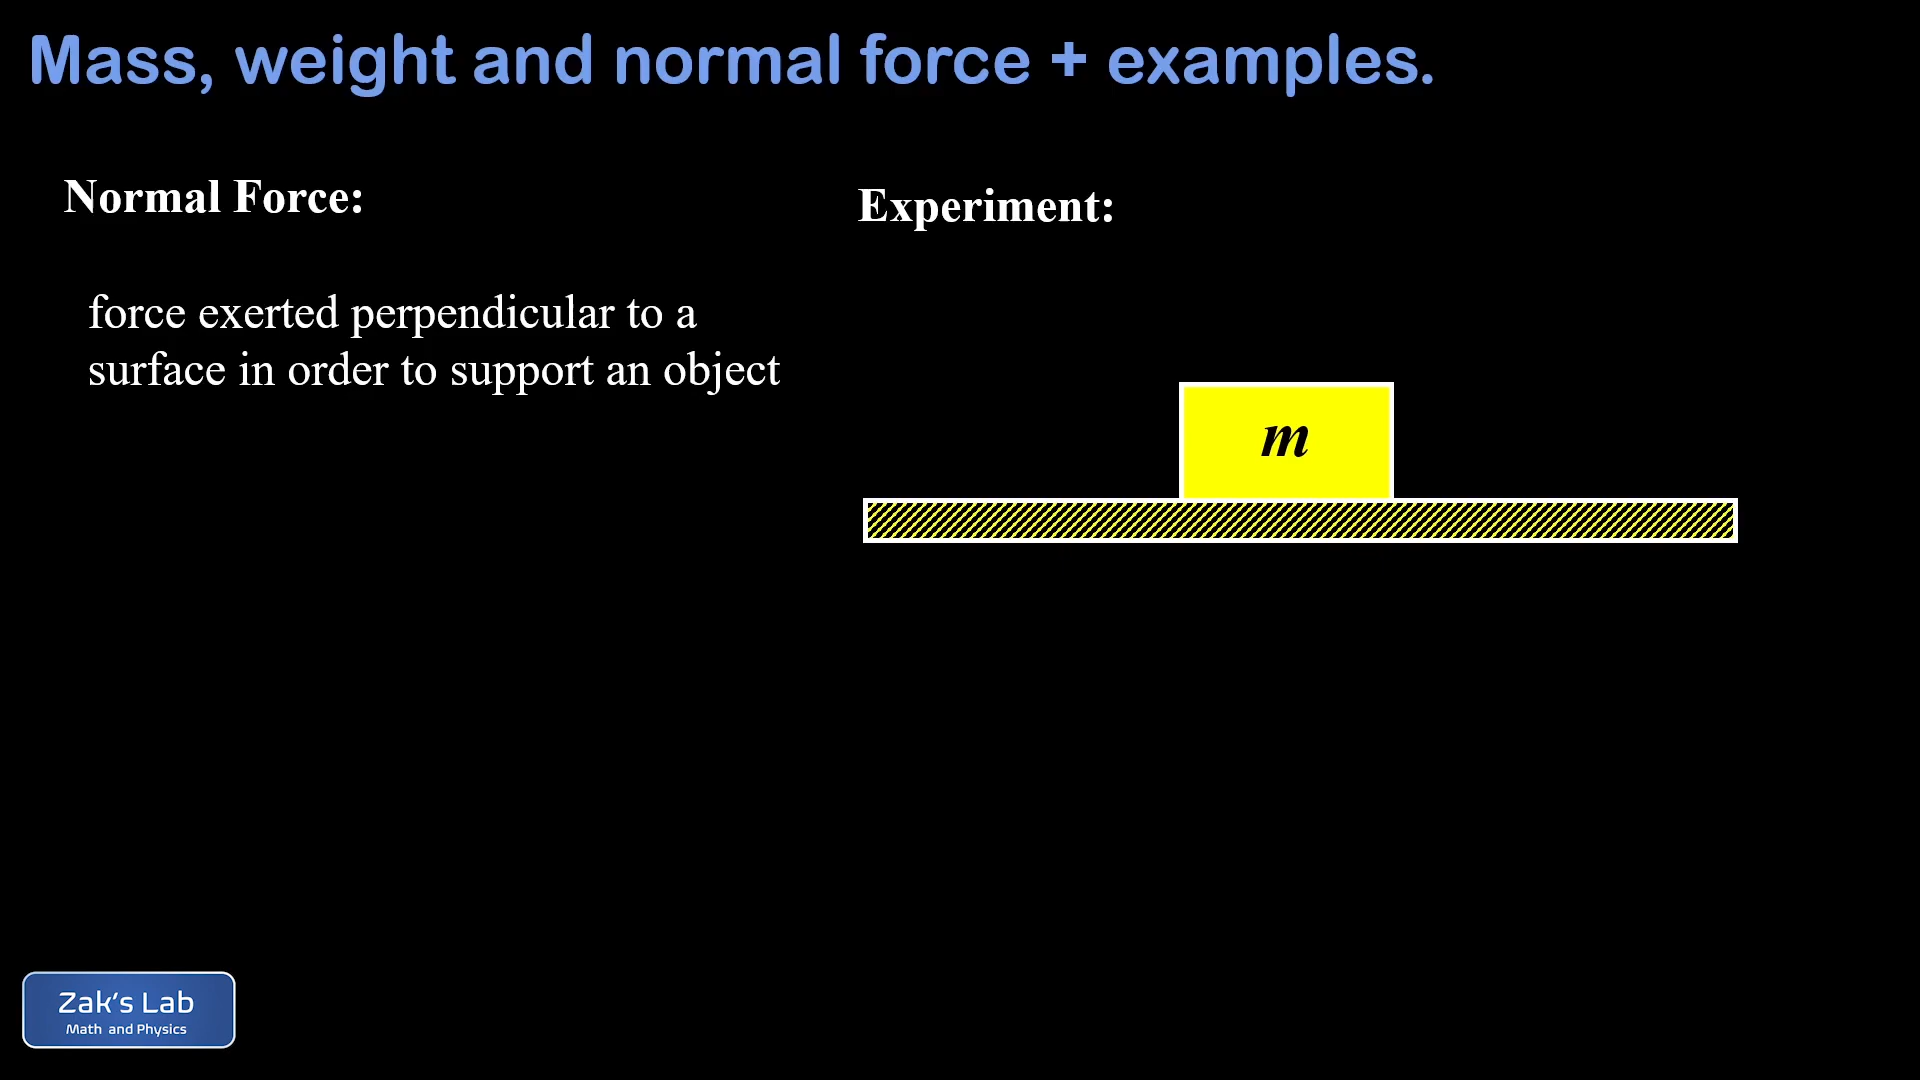 Mass, weight and normal force + examples.
Normal Force:
force exerted perpendicular to a
surface in order to support an object
Experiment:
m
Zak's Lab
Math and Physics